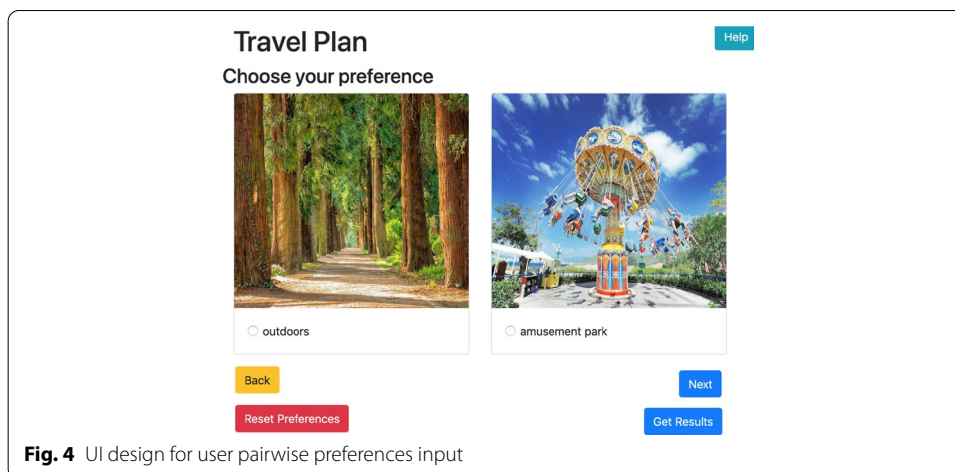 Travel Plan
Help
Choose your preference
outdoors
amusement park
Back
Next
Reset Preferences
Get Results
Fig. 4 UI design for user pairwise preferences input